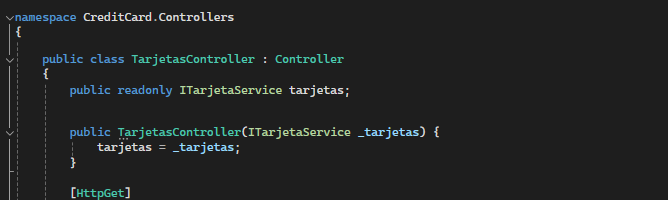 namespace CreditCard.Controllers
{
public class TarjetasController : Controller
{
public readonly ITarjetaService tarjetas;
public TarjetasController(ITarjetaService _tarjetas) {
tarjetas = _tarjetas;
}
[HttpGet]